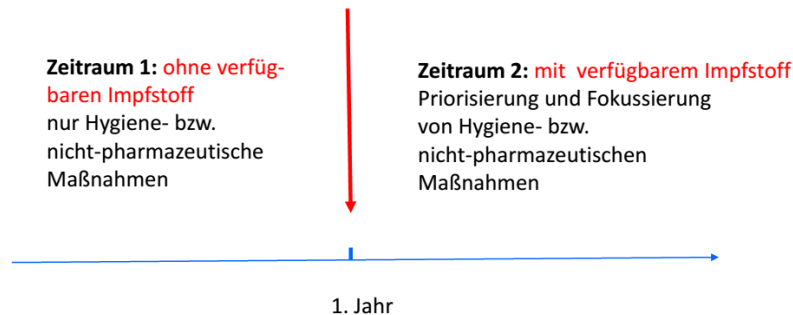 Zeitraum 1: ohne verfüg-
baren Impfstoff
nur Hygiene- bzw.
nicht-pharmazeutische
Maßnahmen
Zeitraum 2: mit verfügbarem Impfstoff
Priorisierung und Fokussierung
von Hygiene- bzw.
nicht-pharmazeutischen
Maßnahmen
1. Jahr